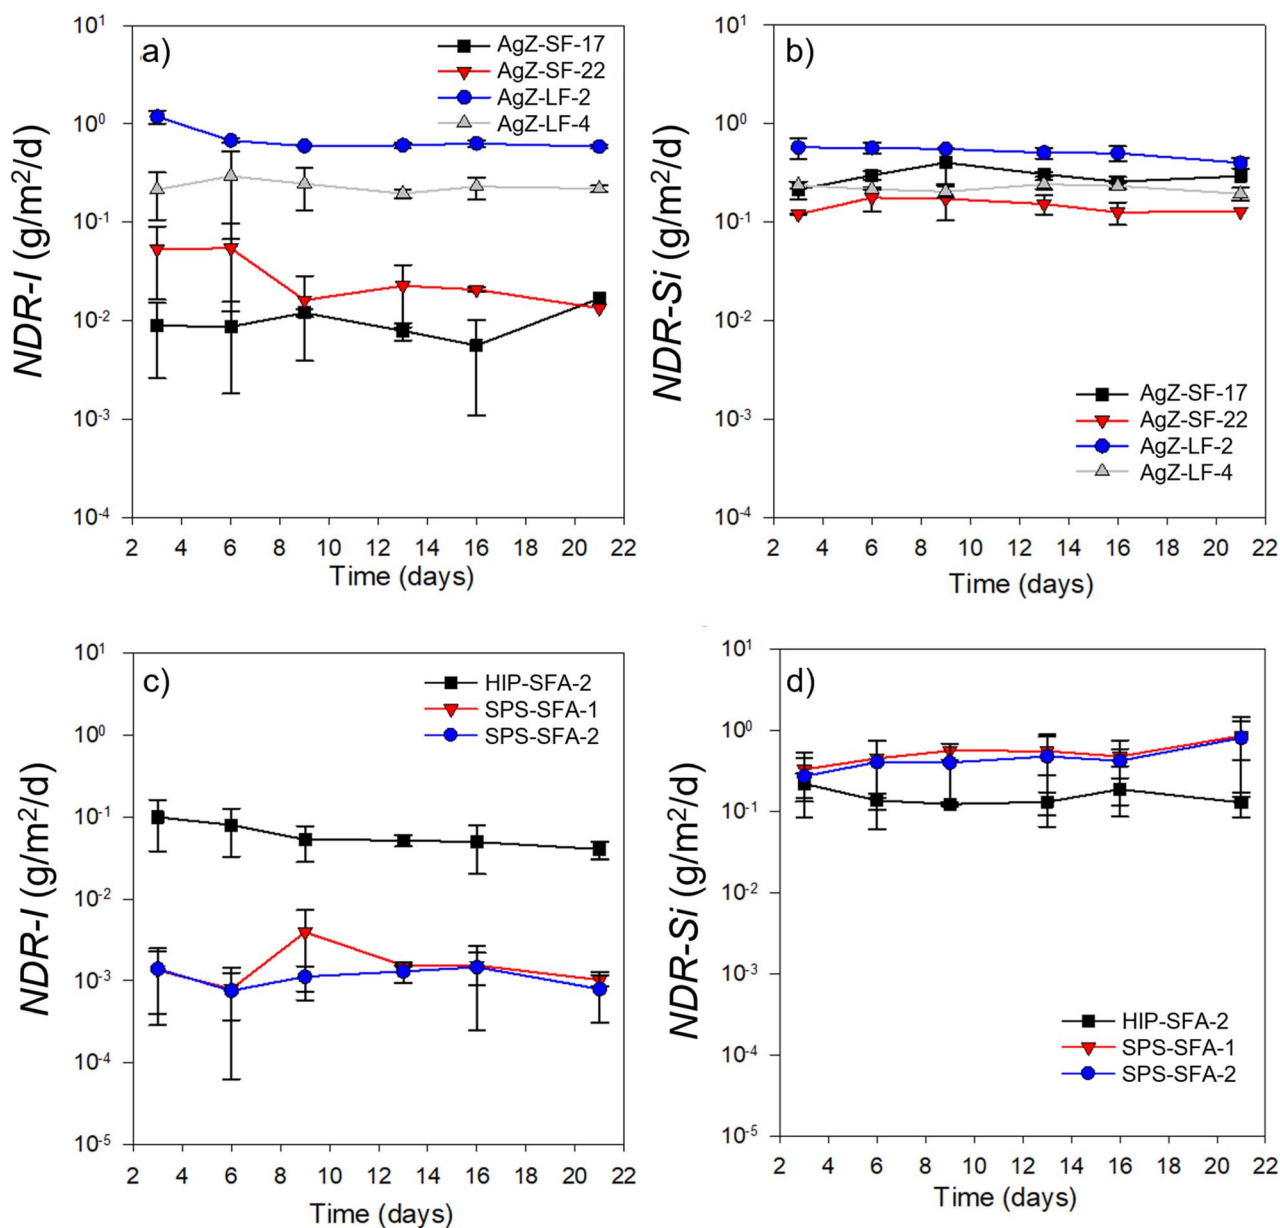 a)
AgZ-SF-17
AgZ-SF-22
AgZ-LF-2
AgZ-LF-4
10¹
10⁰
10⁻¹
10⁻²
10⁻³
10⁻⁴
NDR-I (g/m²/d)
2 4 6 8 10 12 14 16 18 20 22
Time (days)
b)
10¹
10⁰
10⁻¹
10⁻²
10⁻³
10⁻⁴
NDR-Si (g/m²/d)
AgZ-SF-17
AgZ-SF-22
AgZ-LF-2
AgZ-LF-4
2 4 6 8 10 12 14 16 18 20 22
Time (days)
c)
HIP-SFA-2
SPS-SFA-1
SPS-SFA-2
10¹
10⁰
10⁻¹
10⁻²
10⁻³
10⁻⁴
10⁻⁵
NDR-I (g/m²/d)
2 4 6 8 10 12 14 16 18 20 22
Time (days)
d)
10¹
10⁰
10⁻¹
10⁻²
10⁻³
10⁻⁴
10⁻⁵
NDR-Si (g/m²/d)
HIP-SFA-2
SPS-SFA-1
SPS-SFA-2
2 4 6 8 10 12 14 16 18 20 22
Time (days)